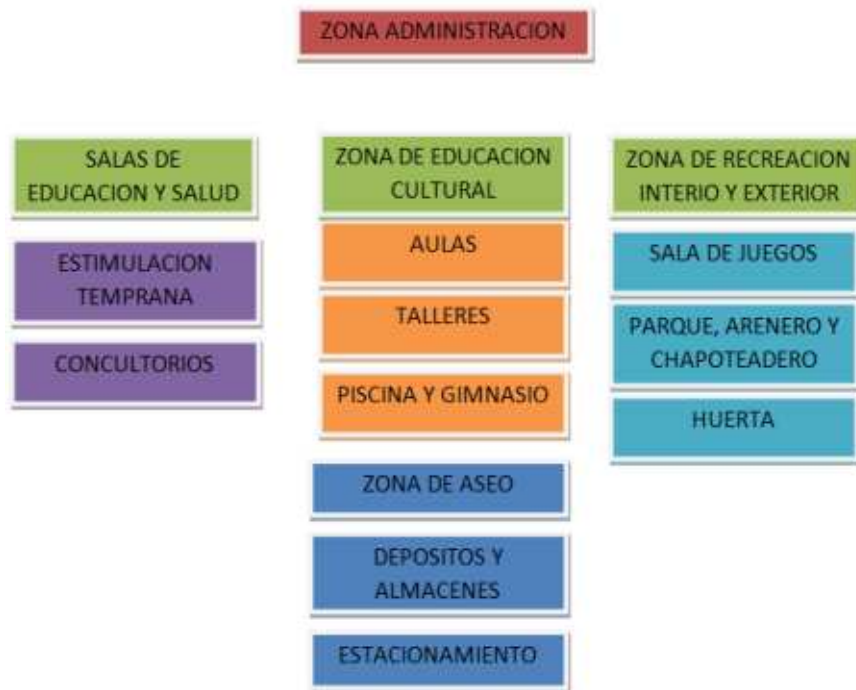 ZONA ADMINISTRACION
SALAS DE
EDUCACION Y SALUD
ESTIMULACION
TEMPRANA
CONCULTORIOS
ZONA DE EDUCACION
CULTURAL
AULAS
TALLERES
PISCINA Y GIMNASIO
ZONA DE ASEO
DEPOSITOS Y
ALMACENES
ESTACIONAMIENTO
ZONA DE RECREACION
INTERIO Y EXTERIOR
SALA DE JUEGOS
PARQUE, ARENERO Y
CHAPOTEADERO
HUERTA